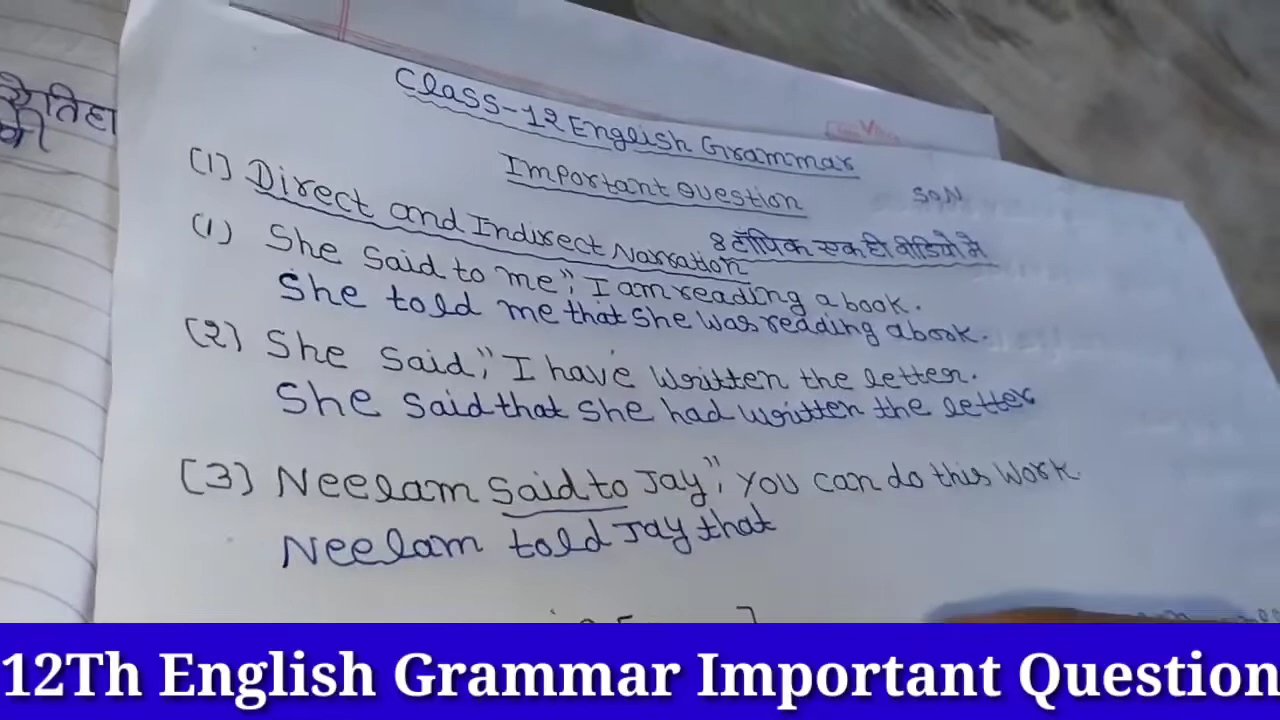 Class-12 English Grammar
Important Question
(1) Direct and Indirect Narration
8 टॉपिक एक ही वीडियो मे
(1) She said to me", I am reading a book.
She told me that she was reading a book.
(2) She said," I have written the letter.
She said that she had written the letter
(3) Neelam said to Jay", you can do this work.
Neelam told Jay that
12Th English Grammar Important Question